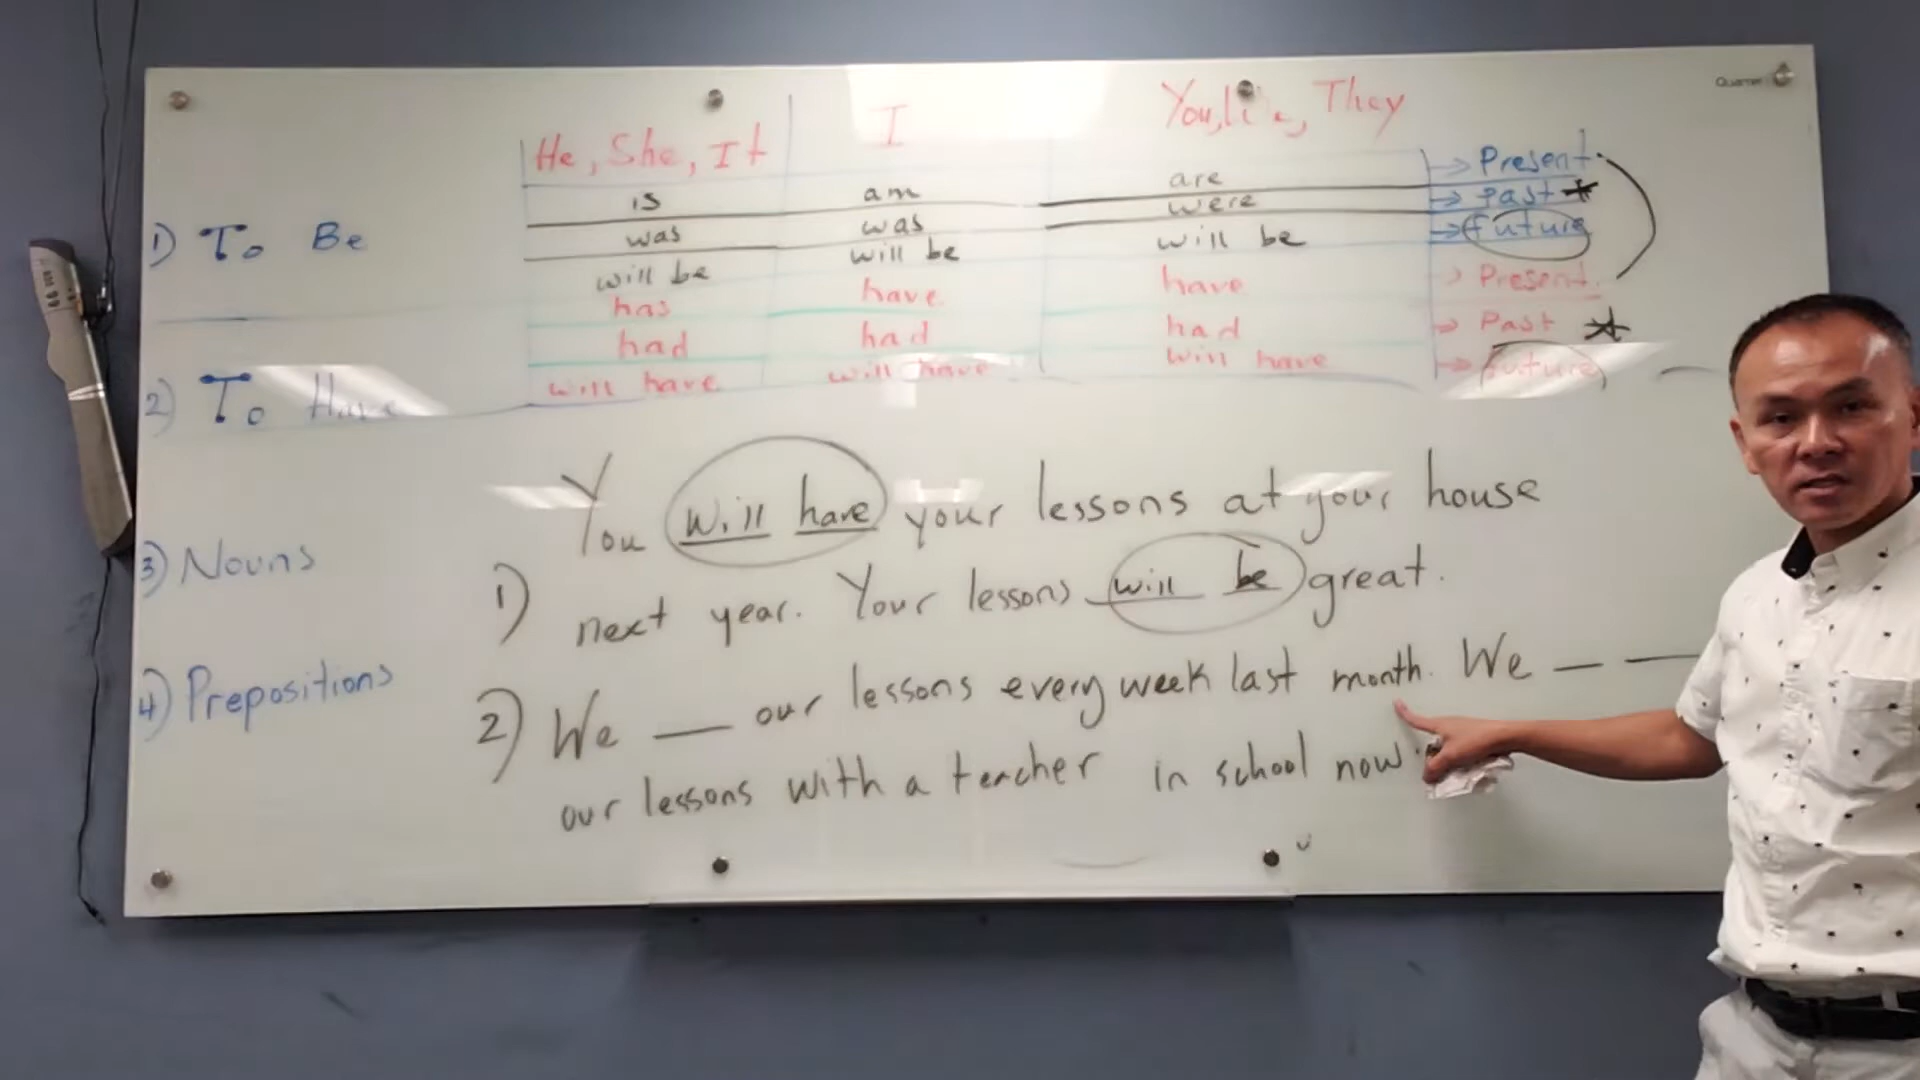 Quartet
He, She, It I You, We, They
is am are → Present
was was were → Past *
will be will be will be → future
1) To Be
has have have → Present
had had had → Past *
will have will have will have → future
2) To Have
3) Nouns
4) Prepositions
You will have your lessons at your house
1) next year. Your lessons will be great.
2) We __ our lessons every week last month. We _ _
our lessons with a teacher in school now